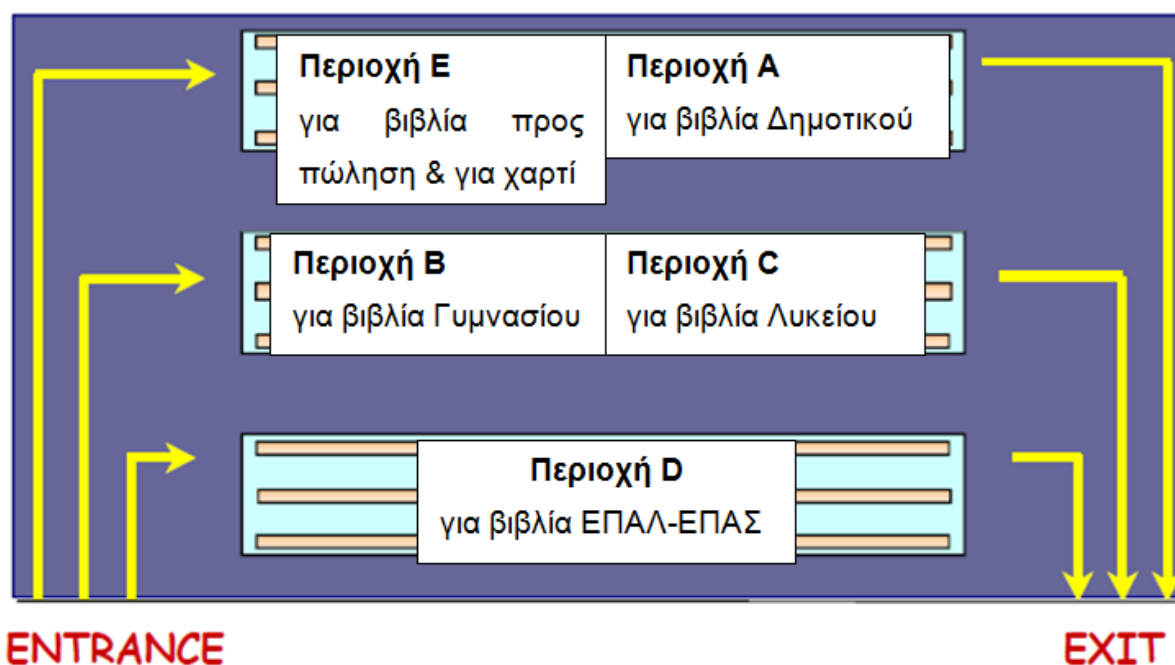 Περιοχή Ε
για βιβλία προς
πώληση & για χαρτί
Περιοχή Α
για βιβλία Δημοτικού
Περιοχή Β
για βιβλία Γυμνασίου
Περιοχή C
για βιβλία Λυκείου
Περιοχή D
για βιβλία ΕΠΑΛ-ΕΠΑΣ
ENTRANCE
EXIT